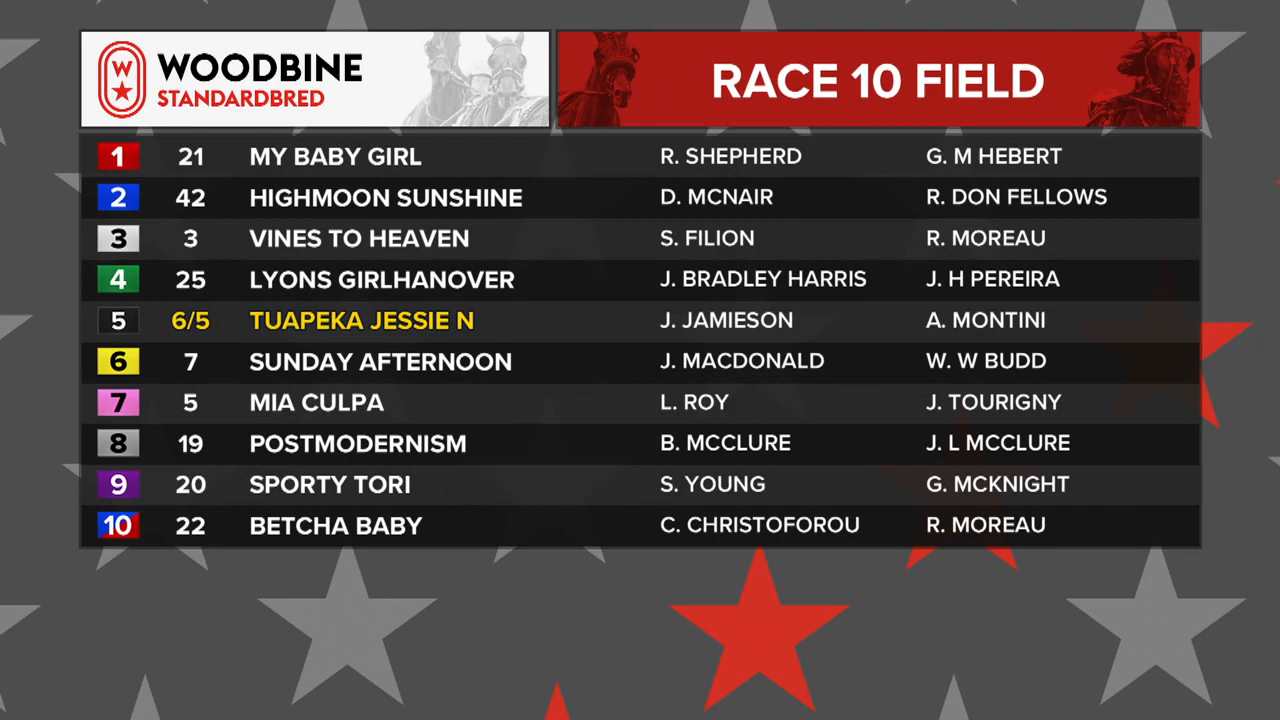 W
WOODBINE
STANDARDBRED
RACE 10 FIELD
1 21 MY BABY GIRL R. SHEPHERD G. M HEBERT
2 42 HIGHMOON SUNSHINE D. MCNAIR R. DON FELLOWS
3 3 VINES TO HEAVEN S. FILION R. MOREAU
4 25 LYONS GIRLHANOVER J. BRADLEY HARRIS J. H PEREIRA
5 6/5 TUAPEKA JESSIE N J. JAMIESON A. MONTINI
6 7 SUNDAY AFTERNOON J. MACDONALD W. W BUDD
7 5 MIA CULPA L. ROY J. TOURIGNY
8 19 POSTMODERNISM B. MCCLURE J. L MCCLURE
9 20 SPORTY TORI S. YOUNG G. MCKNIGHT
10 22 BETCHA BABY C. CHRISTOFOROU R. MOREAU